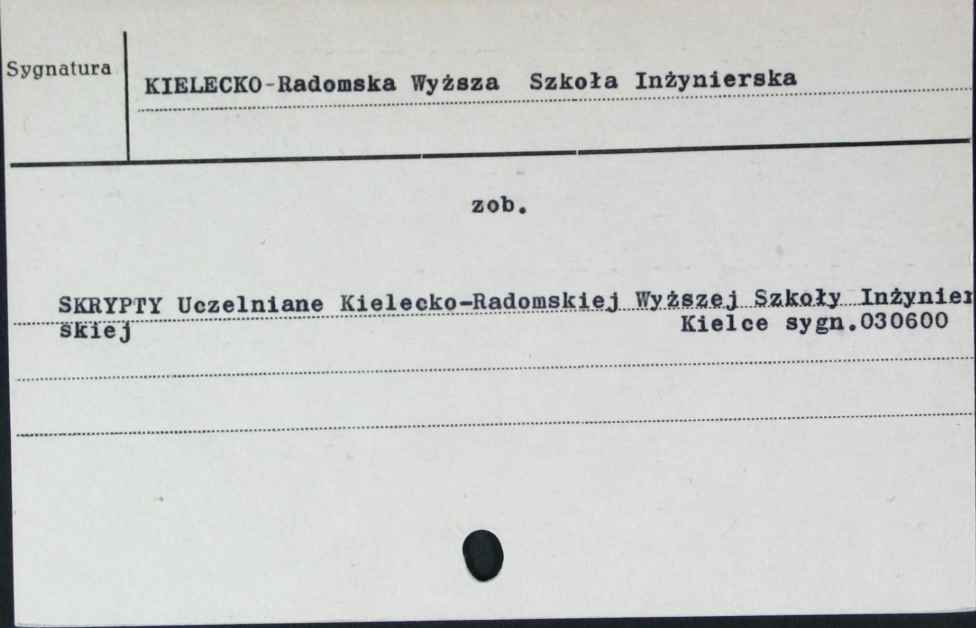 Sygnatura
KIELECKO-Radomska Wyższa Szkoła Inżynierska
zob.
SKRYPTY Uczelniane Kielecko-Radomskiej Wyższej Szkoły Inżynier
skiej Kielce sygn.030600